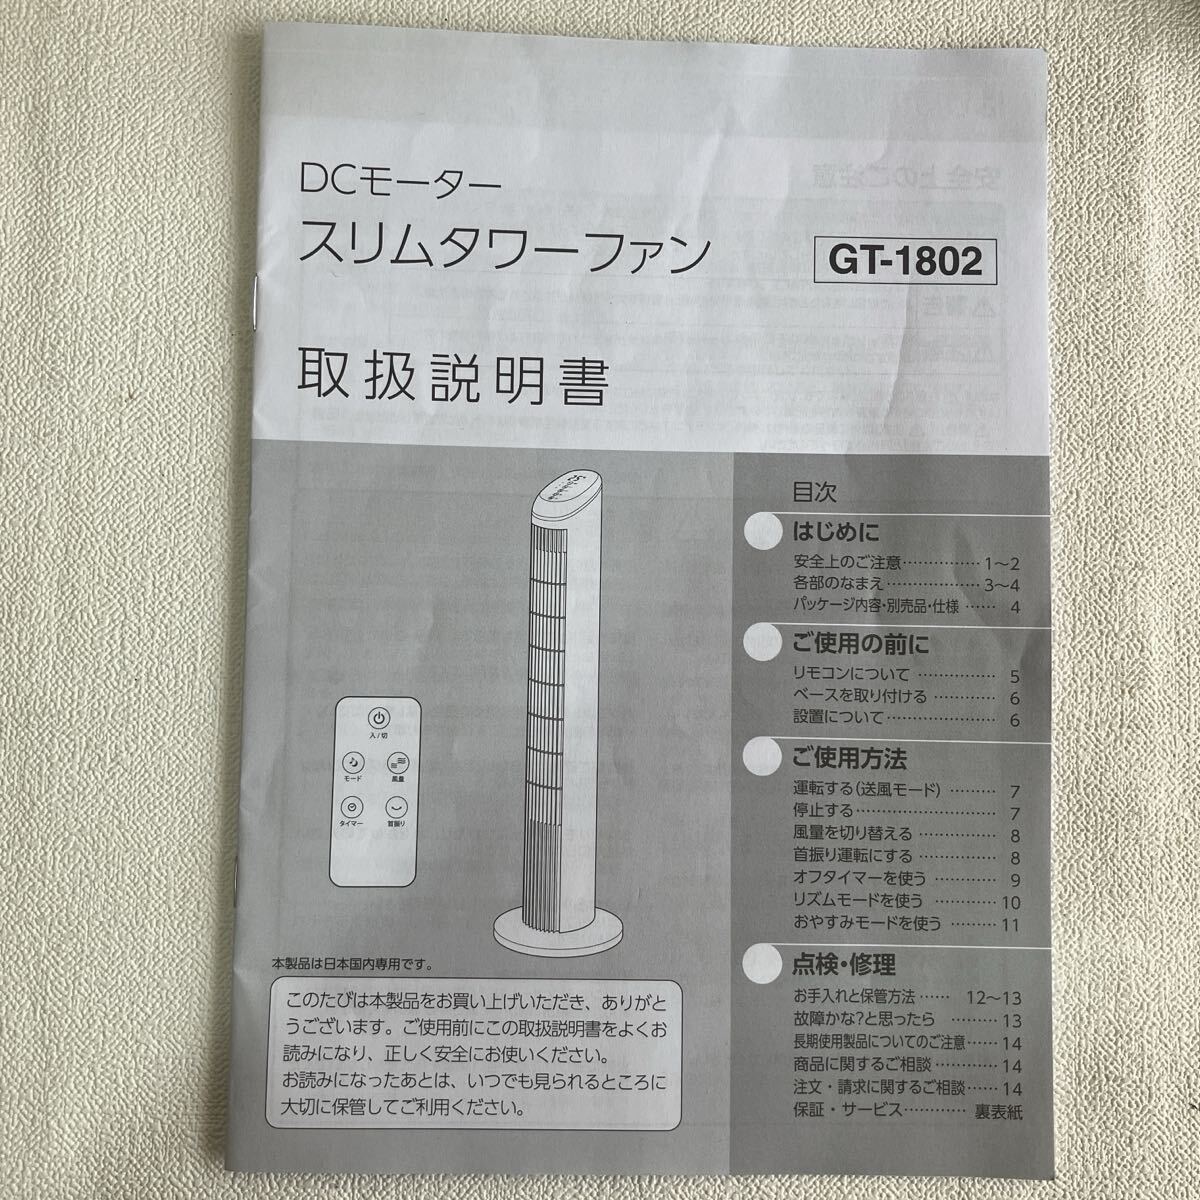 DCモーター
スリムタワーファン
GT-1802
取扱説明書
入/切
モード
風量
タイマー
首振り
本製品は日本国内専用です。
このたびは本製品をお買い上げいただき、ありがと
うございます。ご使用前にこの取扱説明書をよくお
読みになり、正しく安全にお使いください。
お読みになったあとは、いつでも見られるところに
大切に保管してご利用ください。
目次
はじめに
安全上のご注意……………1〜2
各部のなまえ………………3〜4
パッケージ内容・別売品・仕様……4
ご使用の前に
リモコンについて……………5
ベースを取り付ける…………6
設置について…………………6
ご使用方法
運転する(送風モード)………7
停止する………………………7
風量を切り替える……………8
首振り運転にする……………8
オフタイマーを使う…………9
リズムモードを使う…………10
おやすみモードを使う………11
点検・修理
お手入れと保管方法……12〜13
故障かな?と思ったら………13
長期使用製品についてのご注意……14
商品に関するご相談…………14
注文・請求に関するご相談……14
保証・サービス…………裏表紙
安全上のご注意
警告